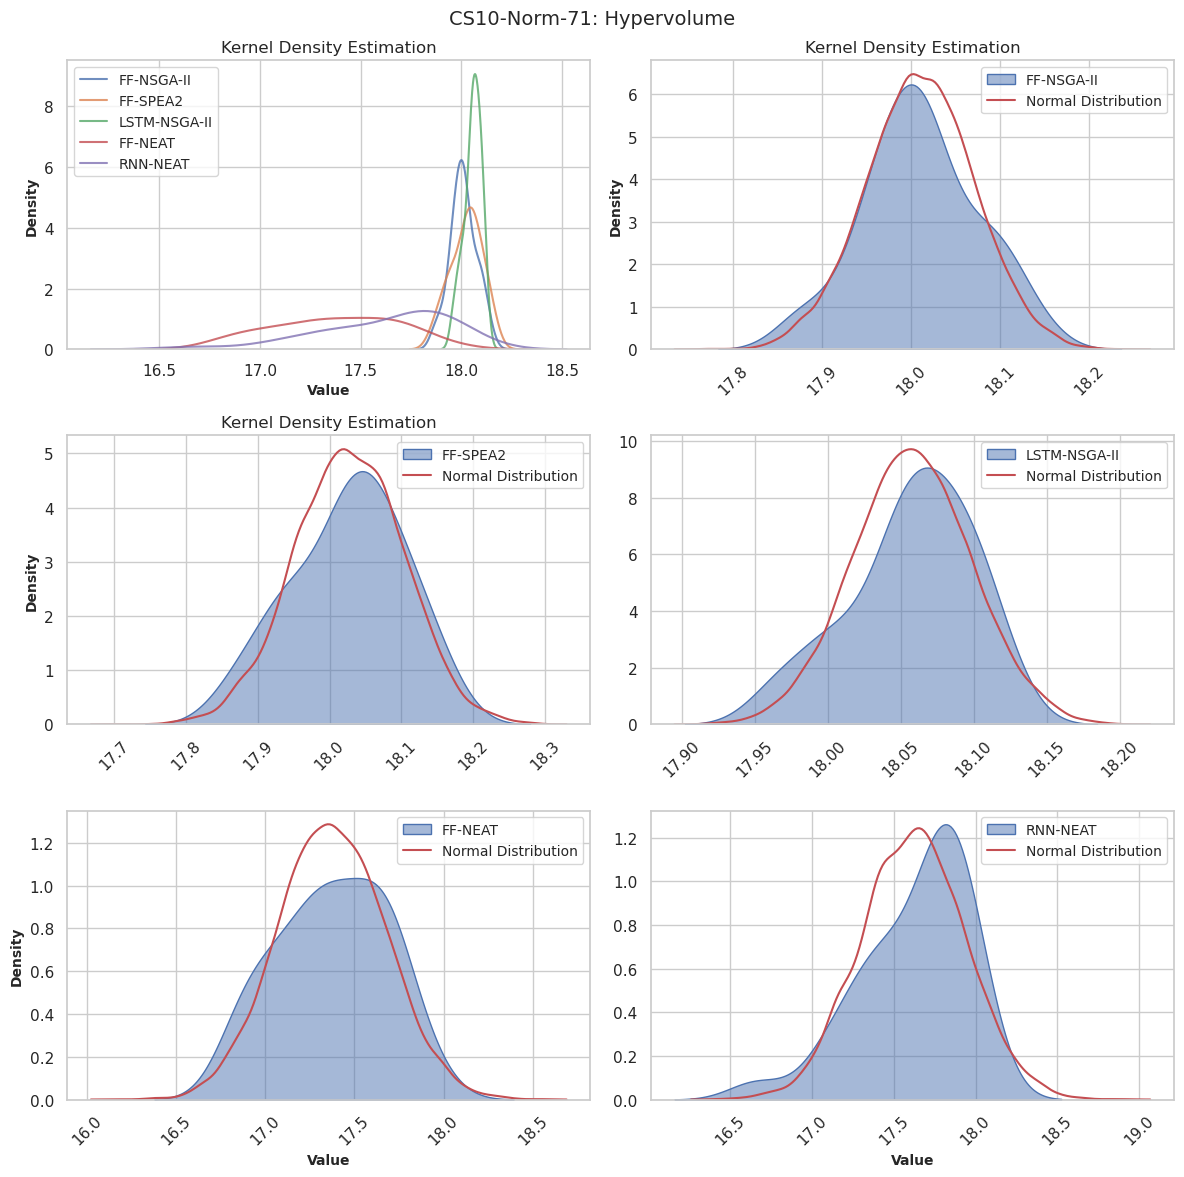 CS10-Norm-71: Hypervolume
Kernel Density Estimation
FF-NSGA-II
FF-SPEA2
LSTM-NSGA-II
FF-NEAT
RNN-NEAT
Density
8
6
4
2
0
16.5 17.0 17.5 18.0 18.5
Value
Kernel Density Estimation
FF-NSGA-II
Normal Distribution
Density
6
5
4
3
2
1
0
17.8 17.9 18.0 18.1 18.2
Kernel Density Estimation
FF-SPEA2
Normal Distribution
Density
5
4
3
2
1
0
17.7 17.8 17.9 18.0 18.1 18.2 18.3
LSTM-NSGA-II
Normal Distribution
10
8
6
4
2
0
17.90 17.95 18.00 18.05 18.10 18.15 18.20
FF-NEAT
Normal Distribution
Density
1.2
1.0
0.8
0.6
0.4
0.2
0.0
16.0 16.5 17.0 17.5 18.0 18.5
Value
RNN-NEAT
Normal Distribution
1.2
1.0
0.8
0.6
0.4
0.2
0.0
16.5 17.0 17.5 18.0 18.5 19.0
Value